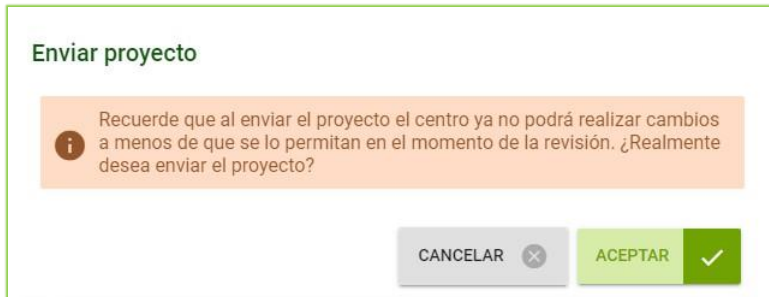 Enviar proyecto
Recuerde que al enviar el proyecto el centro ya no podrá realizar cambios
a menos de que se lo permitan en el momento de la revisión. ¿Realmente
desea enviar el proyecto?
CANCELAR
ACEPTAR